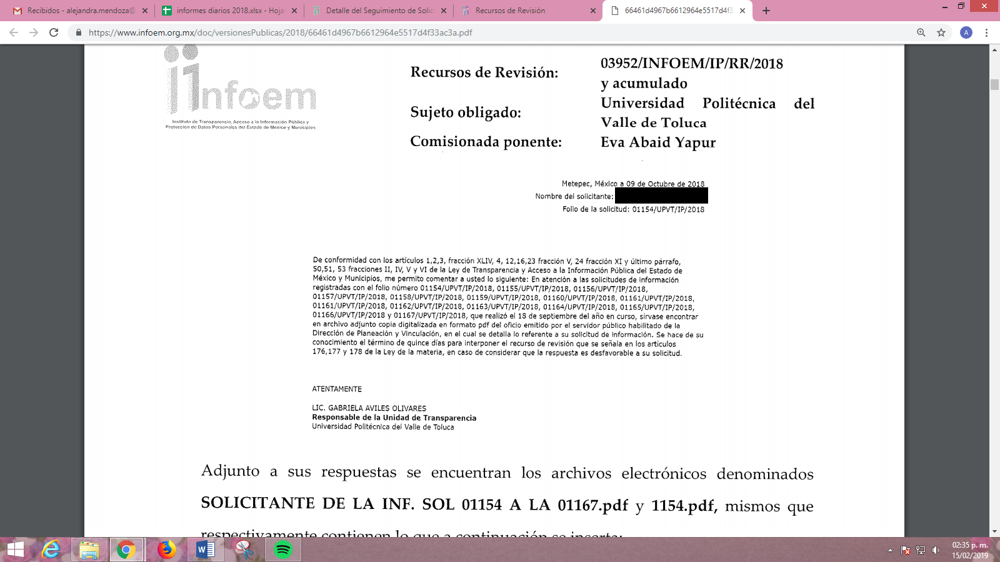 Recibidos - alejandra.mendoza@
informes diarios 2018.xlsx - Hoja
Detalle del Seguimiento de Solic
Recursos de Revisión
66461d4967b6612964e5517d4f3
https://www.infoem.org.mx/doc/versionesPublicas/2018/66461d4967b6612964e5517d4f33ac3a.pdf
A
infoem
Instituto de Transparencia, Acceso a la Información Pública y
Protección de Datos Personales del Estado de México y Municipios
Recursos de Revisión:
03952/INFOEM/IP/RR/2018
y acumulado
Sujeto obligado:
Universidad Politécnica del
Valle de Toluca
Comisionada ponente:
Eva Abaid Yapur
Metepec, México a 09 de Octubre de 2018
Nombre del solicitante:
Folio de la solicitud: 01154/UPVT/IP/2018
De conformidad con los artículos 1,2,3, fracción XLIV, 4, 12,16,23 fracción V, 24 fracción XI y último párrafo,
50,51, 53 fracciones II, IV, V y VI de la Ley de Transparencia y Acceso a la Información Pública del Estado de
México y Municipios, me permito comentar a usted lo siguiente: En atención a las solicitudes de información
registradas con el folio número 01154/UPVT/IP/2018, 01155/UPVT/IP/2018, 01156/UPVT/IP/2018,
01157/UPVT/IP/2018, 01158/UPVT/IP/2018, 01159/UPVT/IP/2018, 01160/UPVT/IP/2018, 01161/UPVT/IP/2018,
01161/UPVT/IP/2018, 01162/UPVT/IP/2018, 01163/UPVT/IP/2018, 01164/UPVT/IP/2018, 01165/UPVT/IP/2018,
01166/UPVT/IP/2018 y 01167/UPVT/IP/2018, que realizó el 18 de septiembre del año en curso, sirvase encontrar
en archivo adjunto copia digitalizada en formato pdf del oficio emitido por el servidor público habilitado de la
Dirección de Planeación y Vinculación, en el cual se detalla lo referente a su solicitud de información. Se hace de su
conocimiento el término de quince días para interponer el recurso de revisión que se señala en los articulos
176,177 y 178 de la Ley de la materia, en caso de considerar que la respuesta es desfavorable a su solicitud.
ATENTAMENTE
LIC. GABRIELA AVILES OLIVARES
Responsable de la Unidad de Transparencia
Universidad Politécnica del Valle de Toluca
Adjunto a sus respuestas se encuentran los archivos electrónicos denominados
SOLICITANTE DE LA INF. SOL 01154 A LA 01167.pdf y 1154.pdf, mismos que
respectivamente contienen lo que a continuación se inserta:
02:35 p. m.
15/02/2019